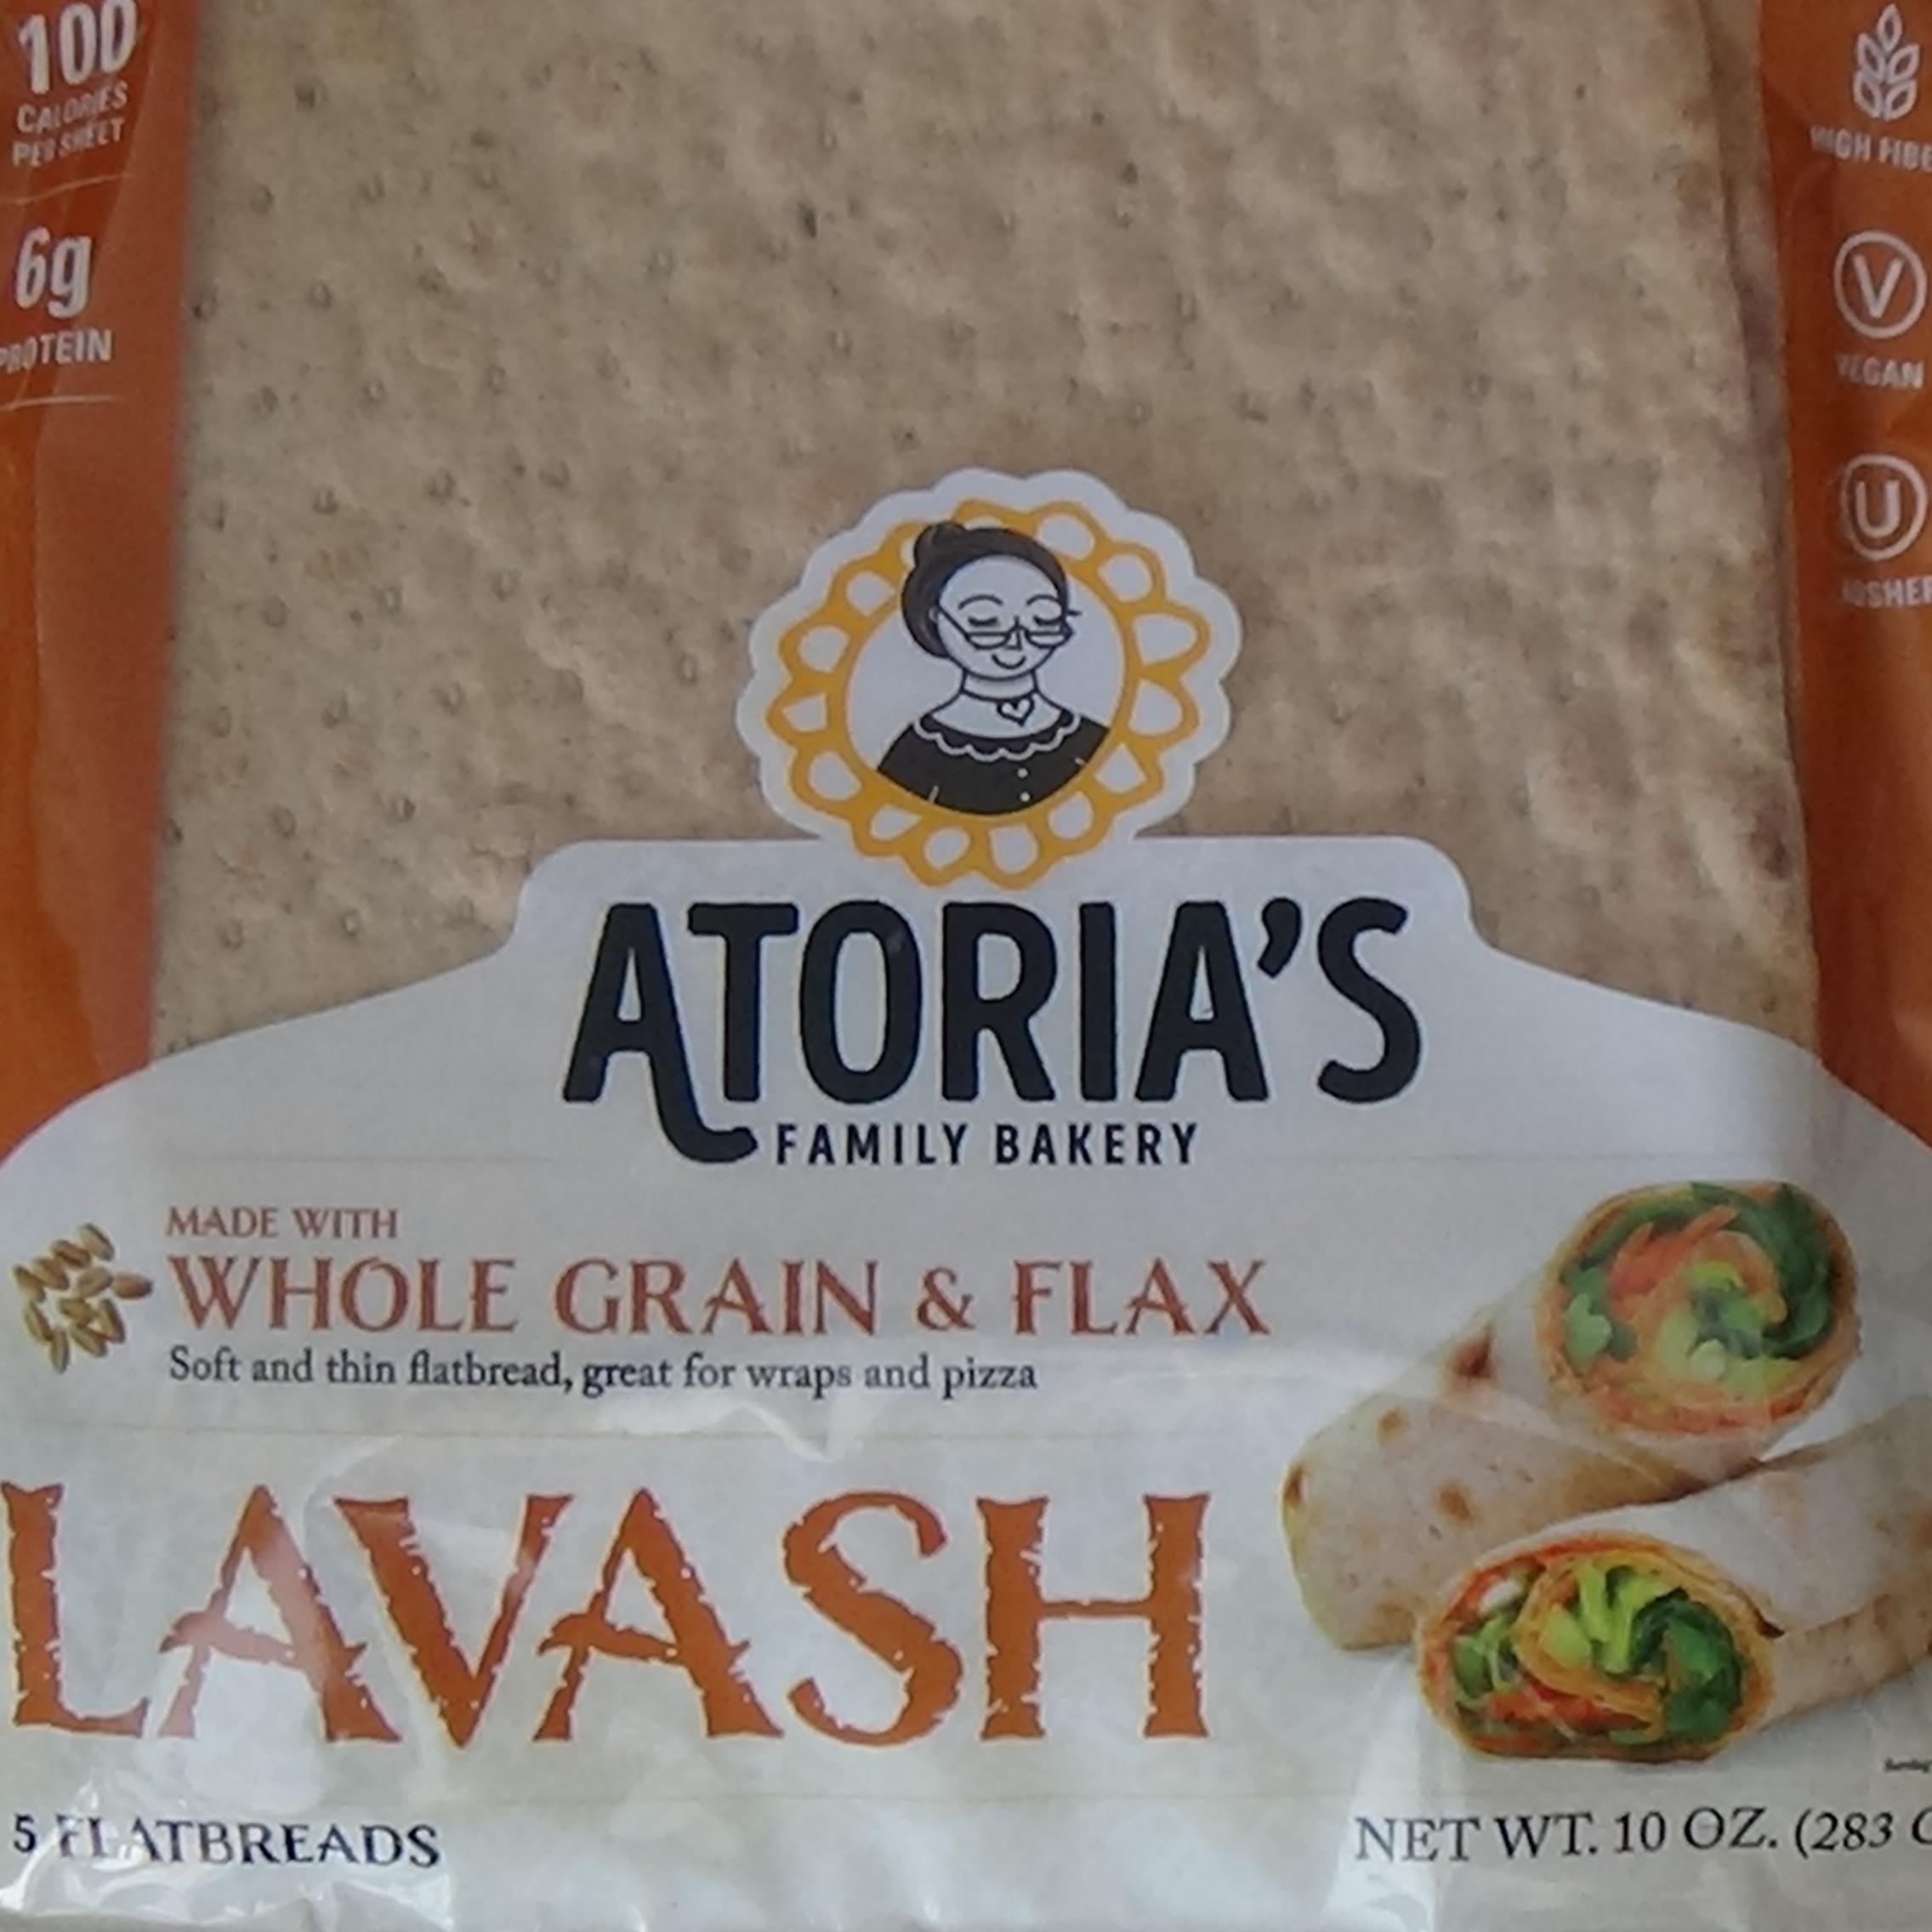 100
CALORIES
PER SHEET
6g
PROTEIN
HIGH FIBE
V
VEGAN
U
KOSHER
ATORIA'S
FAMILY BAKERY
MADE WITH
WHOLE GRAIN & FLAX
Soft and thin flatbread, great for wraps and pizza
LAVASH
5 FLATBREADS
NET WT. 10 OZ. (283 G